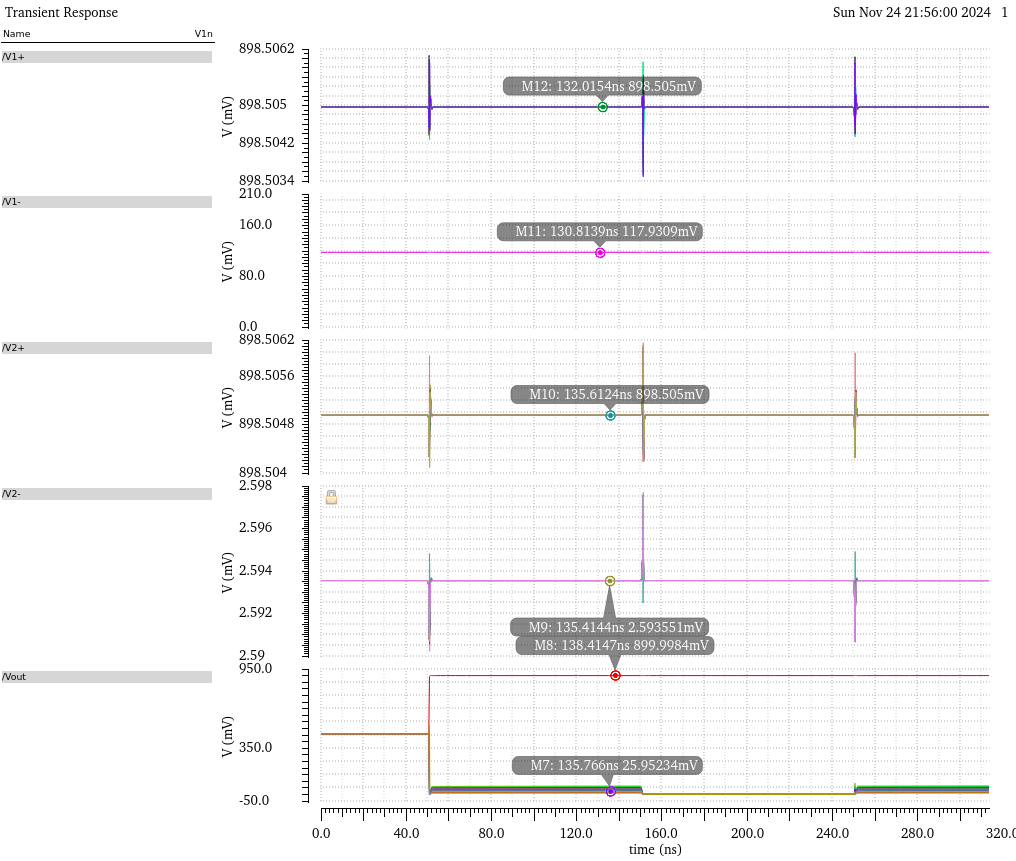 Transient Response
Sun Nov 24 21:56:00 2024 1
Name V1n
/V1+
898.5062
898.505
898.5042
898.5034
V (mV)
M12: 132.0154ns 898.505mV
/V1-
210.0
160.0
80.0
0.0
V (mV)
M11: 130.8139ns 117.9309mV
/V2+
898.5062
898.5056
898.5048
898.504
V (mV)
M10: 135.6124ns 898.505mV
/V2-
2.598
2.596
2.594
2.592
2.59
V (mV)
M9: 135.4144ns 2.593551mV
M8: 138.4147ns 899.9984mV
/Vout
950.0
350.0
-50.0
V (mV)
M7: 135.766ns 25.95234mV
0.0 40.0 80.0 120.0 160.0 200.0 240.0 280.0 320.0
time (ns)